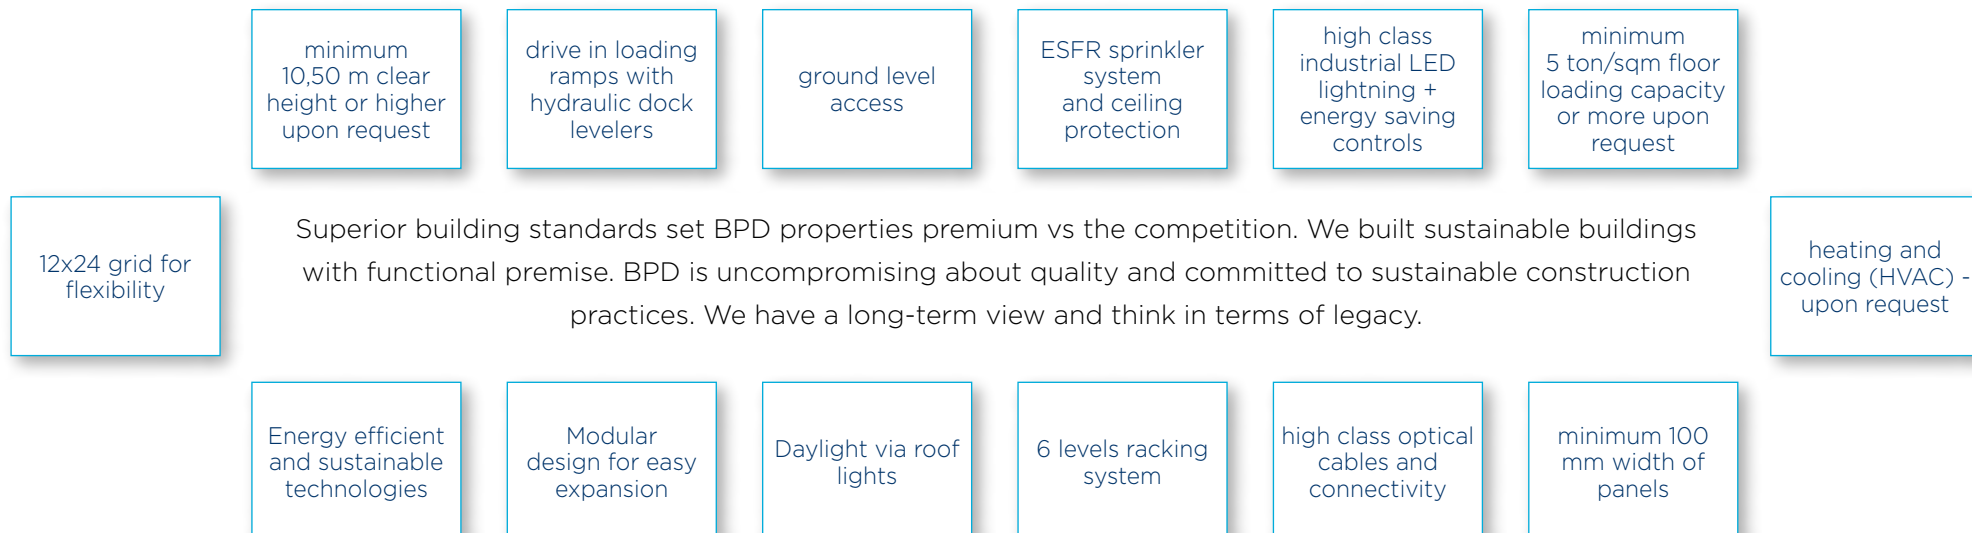 minimum
10,50 m clear
height or higher
upon request
drive in loading
ramps with
hydraulic dock
levelers
ground level
access
ESFR sprinkler
system
and ceiling
protection
high class
industrial LED
lightning +
energy saving
controls
minimum
5 ton/sqm floor
loading capacity
or more upon
request
12x24 grid for
flexibility
Superior building standards set BPD properties premium vs the competition. We built sustainable buildings
with functional premise. BPD is uncompromising about quality and committed to sustainable construction
practices. We have a long-term view and think in terms of legacy.
heating and
cooling (HVAC) -
upon request
Energy efficient
and sustainable
technologies
Modular
design for easy
expansion
Daylight via roof
lights
6 levels racking
system
high class optical
cables and
connectivity
minimum 100
mm width of
panels